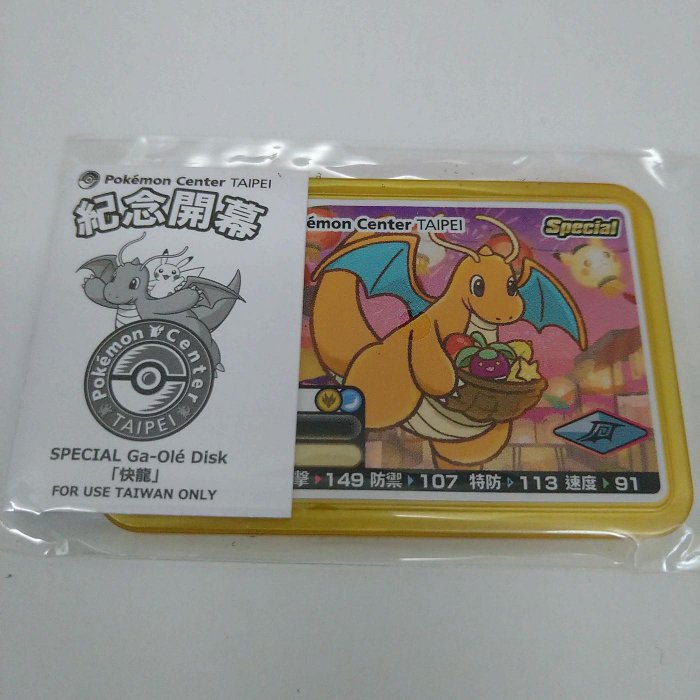 Pokémon Center TAIPEI
紀念開幕
Pokémon Center
TAIPEI
SPECIAL Ga-Olé Disk
「快龍」
FOR USE TAIWAN ONLY
émon Center TAIPEI
Special
擊 149 防禦 107 特防 113 速度 91